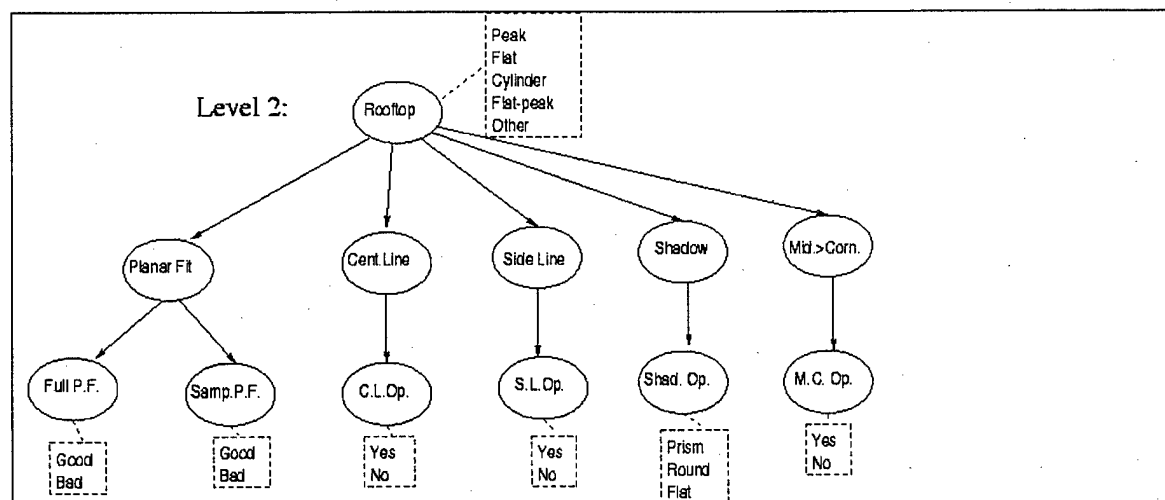 Peak
Flat
Cylinder
Flat-peak
Other
Level 2:
Rooftop
Planar Fit
Cent.Line
Side Line
Shadow
Mid.>Corn.
Full P.F.
Samp.P.F.
C.L.Op.
S.L.Op.
Shad. Op.
M.C. Op.
Good
Bad
Good
Bad
Yes
No
Yes
No
Prism
Round
Flat
Yes
No